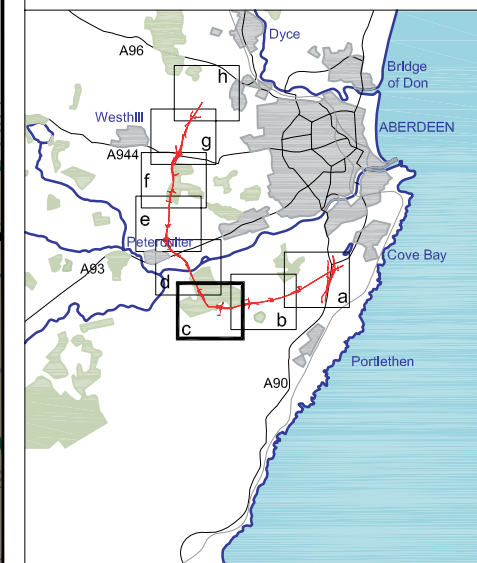 Dyce
A96
Bridge
of Don
h
Westhill
ABERDEEN
g
A944
f
e
Peterculter
Cove Bay
A93
d
a
b
c
Portlethen
A90